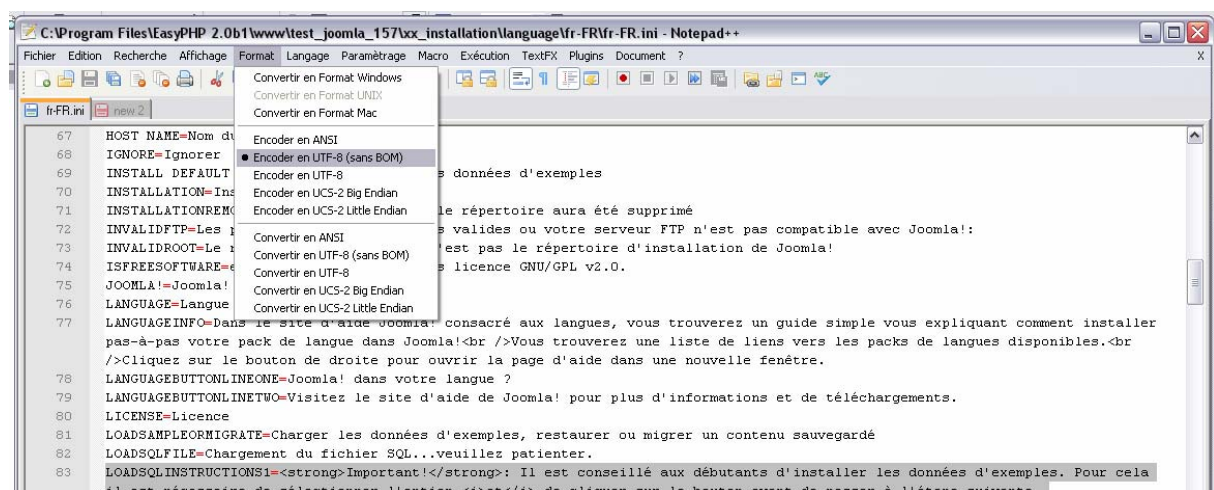 C:\Program Files\EasyPHP 2.0b1\www\test_joomla_157\xx_installation\language\fr-FR\fr-FR.ini - Notepad++
Fichier Edition Recherche Affichage Format Langage Paramètrage Macro Exécution TextFX Plugins Document ? X
fr-FR.ini new 2
Convertir en Format Windows
Convertir en Format UNIX
Convertir en Format Mac
Encoder en ANSI
Encoder en UTF-8 (sans BOM)
Encoder en UTF-8
Encoder en UCS-2 Big Endian
Encoder en UCS-2 Little Endian
Convertir en ANSI
Convertir en UTF-8 (sans BOM)
Convertir en UTF-8
Convertir en UCS-2 Big Endian
Convertir en UCS-2 Little Endian
67 HOST NAME=Nom du
68 IGNORE=Ignorer
69 INSTALL DEFAULT données d'exemples
70 INSTALLATION=Ins
71 INSTALLATIONREMO le répertoire aura été supprimé
72 INVALIDFTP=Les valides ou votre serveur FTP n'est pas compatible avec Joomla!:
73 INVALIDROOT=Le 'est pas le répertoire d'installation de Joomla!
74 ISFREESOFTWARE=e licence GNU/GPL v2.0.
75 JOOMLA!=Joomla!
76 LANGUAGE=Langue
77 LANGUAGEINFO=Dans le site d'aide Joomla! consacré aux langues, vous trouverez un guide simple vous expliquant comment installer
pas-à-pas votre pack de langue dans Joomla!<br />Vous trouverez une liste de liens vers les packs de langues disponibles.<br
/>Cliquez sur le bouton de droite pour ouvrir la page d'aide dans une nouvelle fenêtre.
78 LANGUAGEBUTTONLINEONE=Joomla! dans votre langue ?
79 LANGUAGEBUTTONLINETWO=Visitez le site d'aide de Joomla! pour plus d'informations et de téléchargements.
80 LICENSE=Licence
81 LOADSAMPLEORMIGRATE=Charger les données d'exemples, restaurer ou migrer un contenu sauvegardé
82 LOADSQLFILE=Chargement du fichier SQL...veuillez patienter.
83 LOADSQLINSTRUCTIONS1=<strong>Important!</strong>: Il est conseillé aux débutants d'installer les données d'exemples. Pour cela